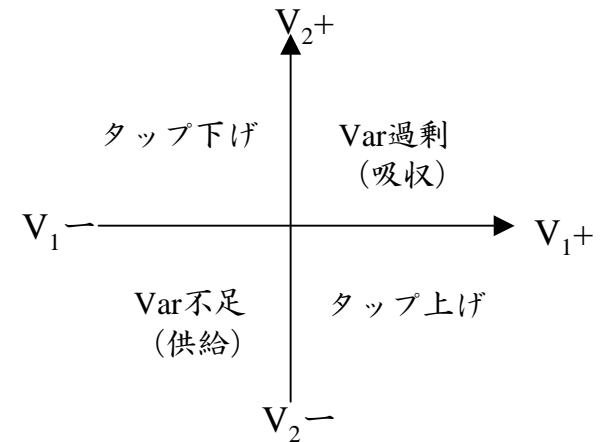 V₂+
タップ下げ
Var過剰
(吸収)
V₁ー
V₁+
Var不足
(供給)
タップ上げ
V₂ー